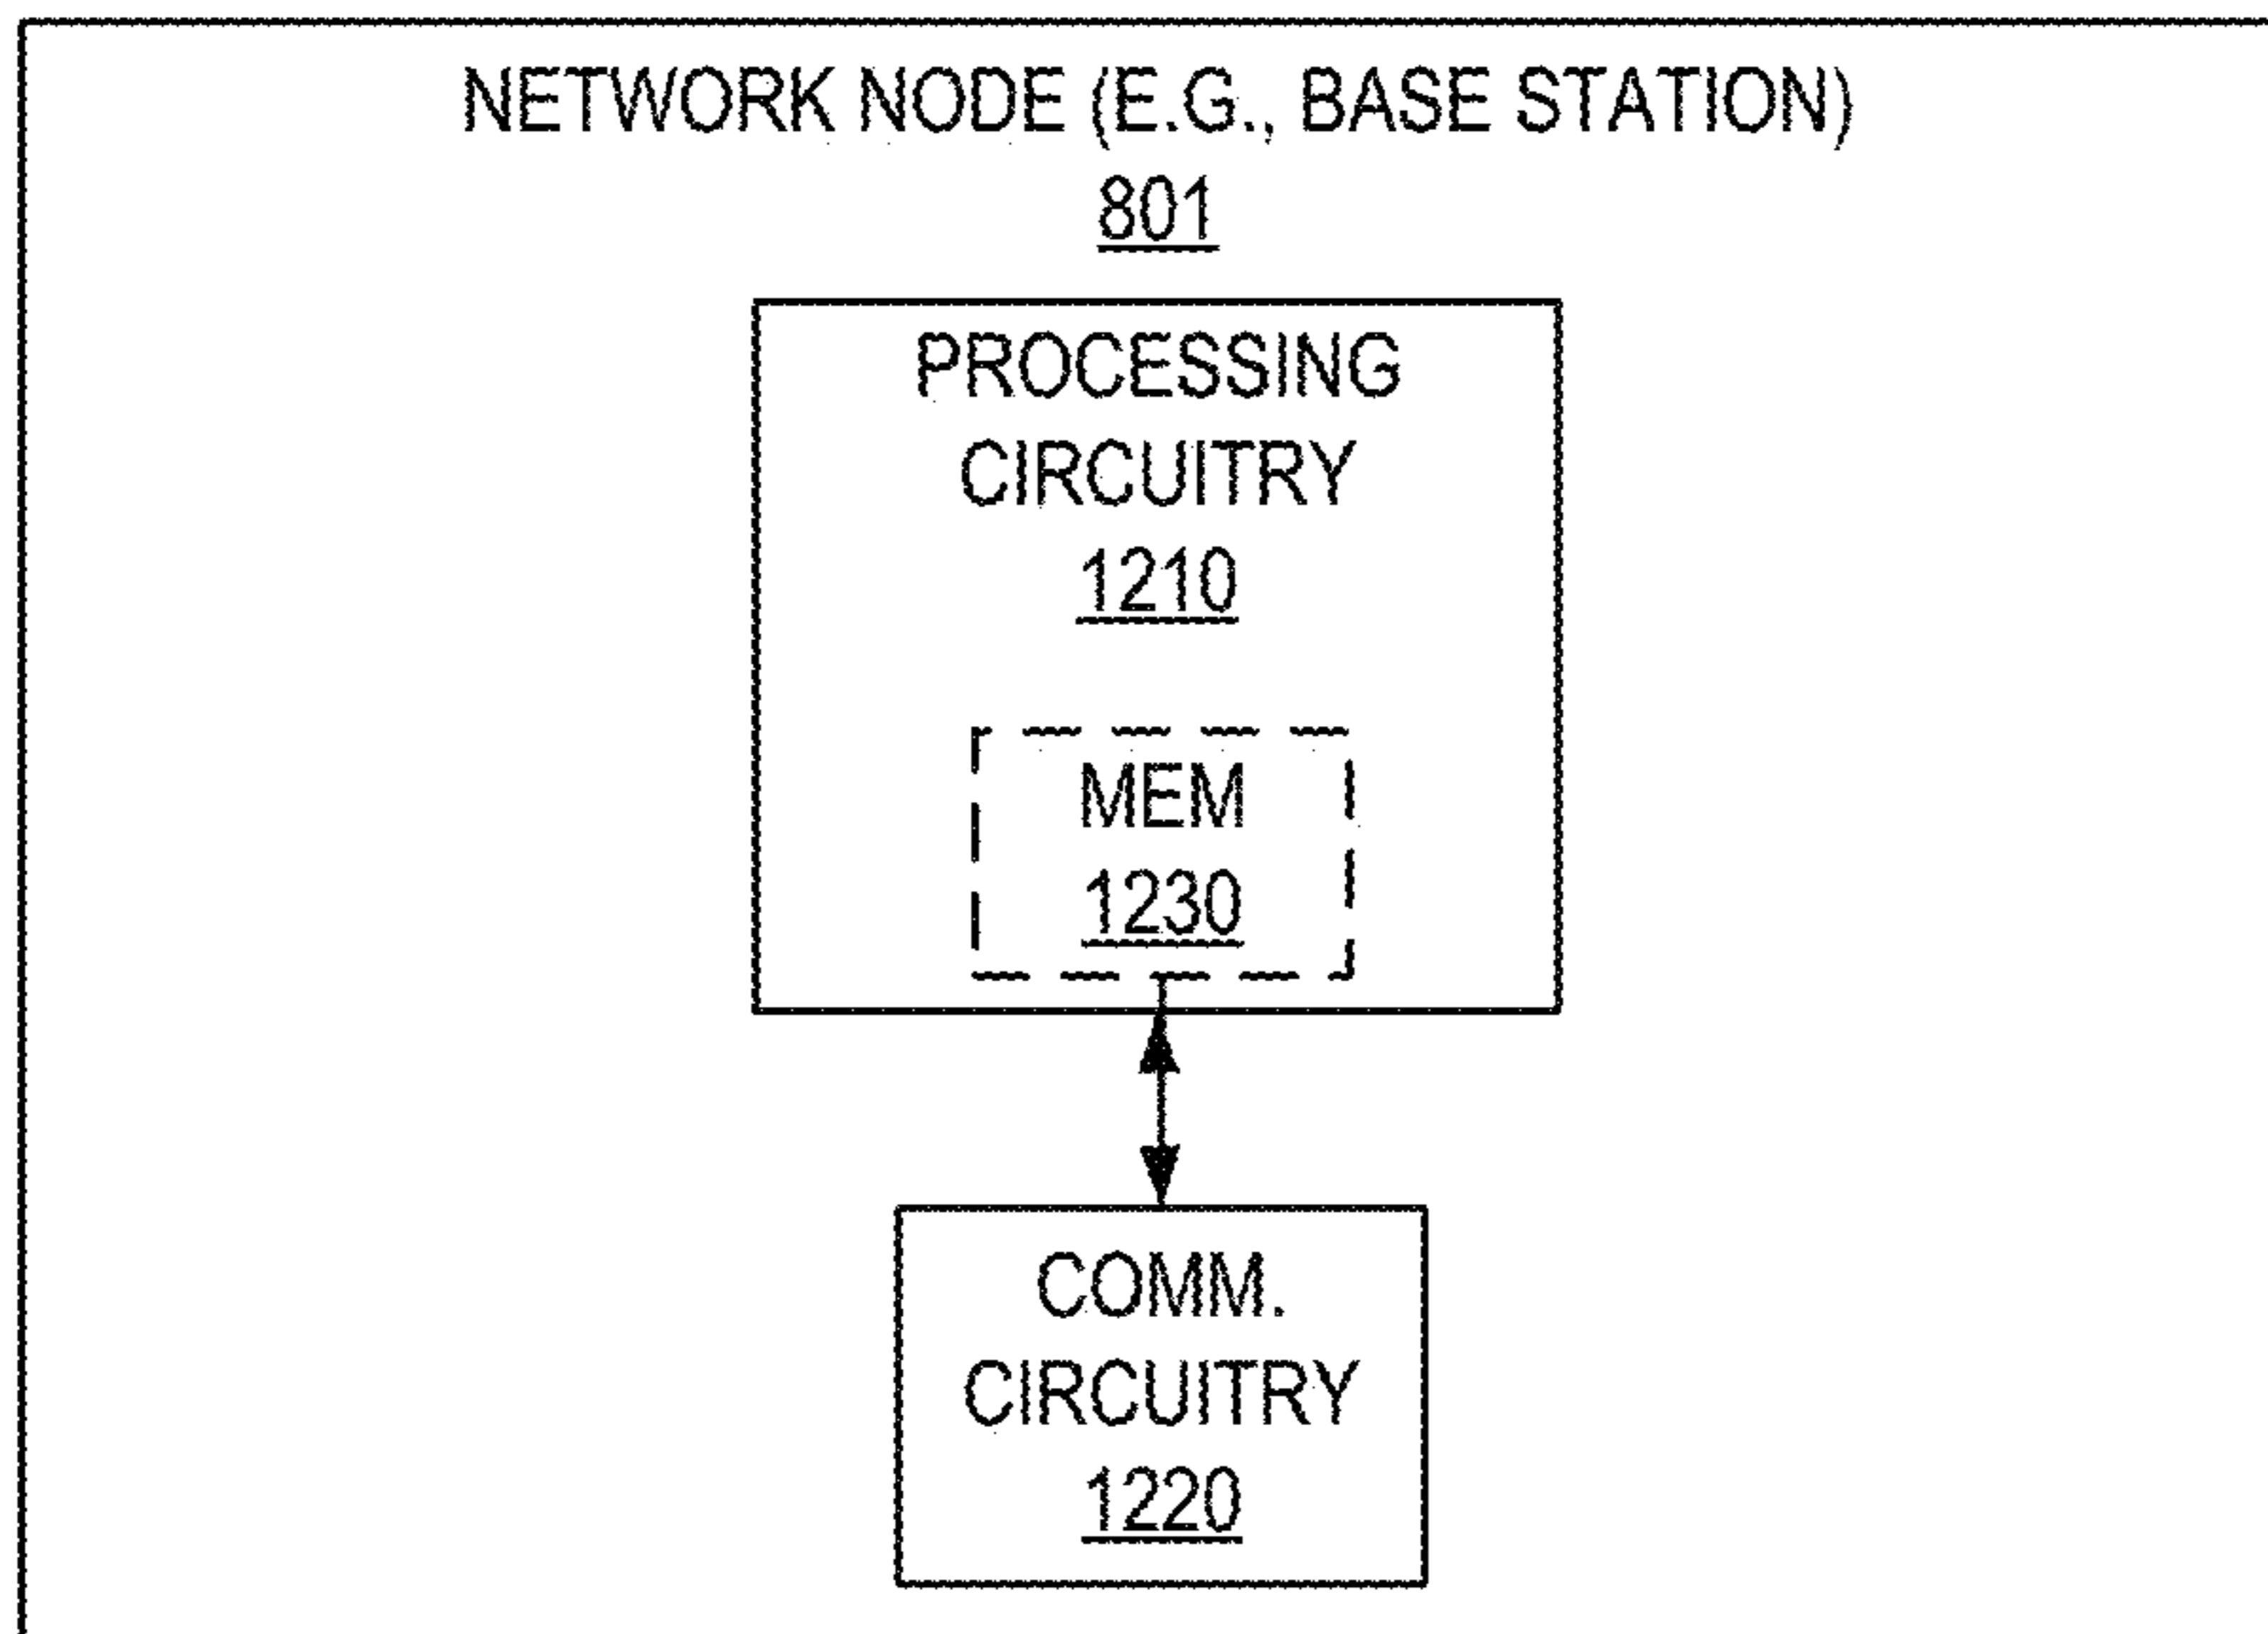 NETWORK NODE (E.G., BASE STATION)
801
PROCESSING
CIRCUITRY
1210
MEM
1230
COMM.
CIRCUITRY
1220